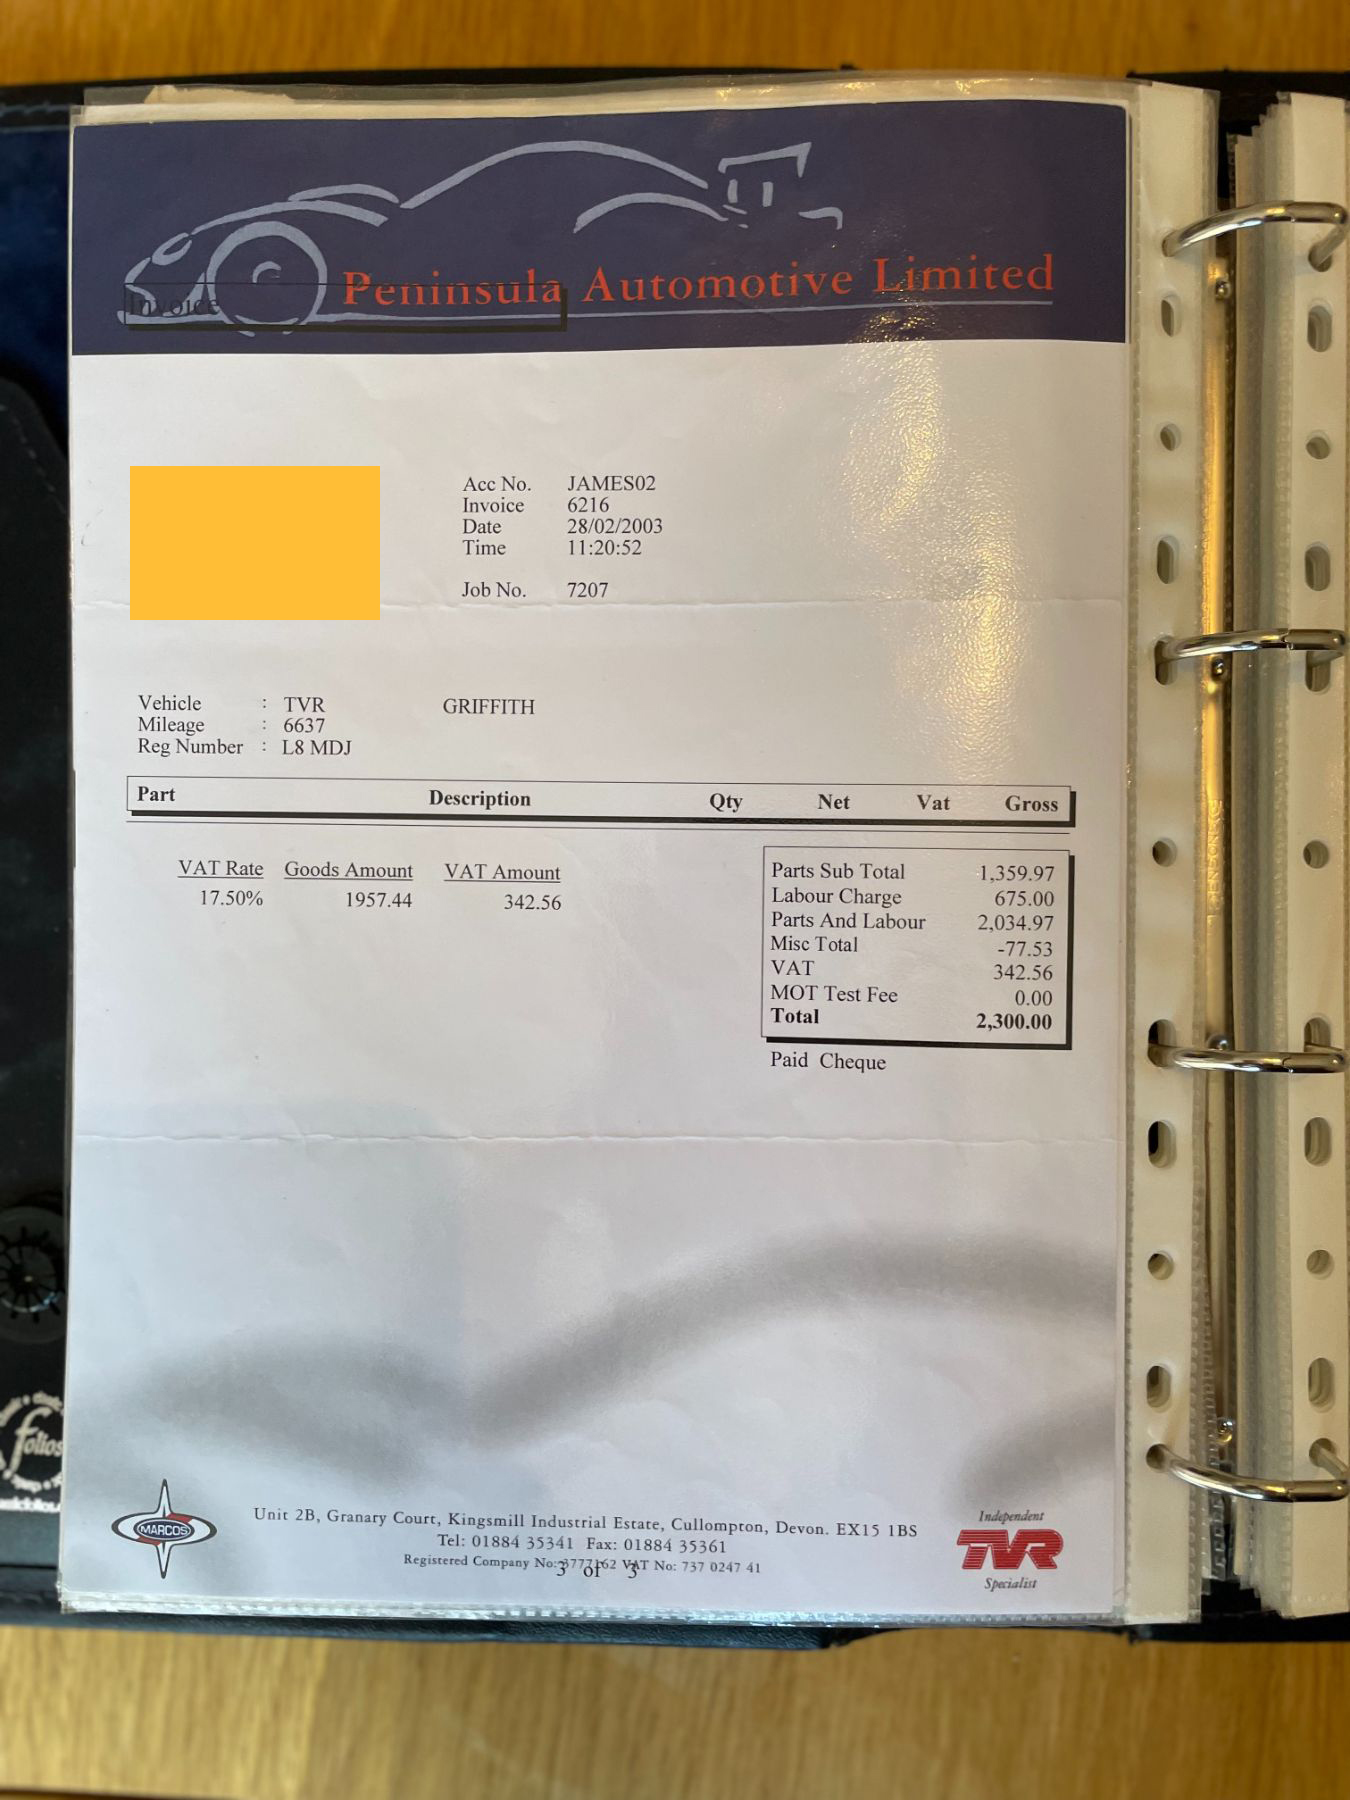 Peninsula Automotive Limited
Invoice
Acc No. JAMES02
Invoice 6216
Date 28/02/2003
Time 11:20:52
Job No. 7207
Vehicle : TVR GRIFFITH
Mileage : 6637
Reg Number : L8 MDJ
Part Description Qty Net Vat Gross
VAT Rate Goods Amount VAT Amount
17.50% 1957.44 342.56
Parts Sub Total 1,359.97
Labour Charge 675.00
Parts And Labour 2,034.97
Misc Total -77.53
VAT 342.56
MOT Test Fee 0.00
Total 2,300.00
Paid Cheque
folios
MARCOS
Unit 2B, Granary Court, Kingsmill Industrial Estate, Cullompton, Devon. EX15 1BS
Tel: 01884 35341 Fax: 01884 35361
Registered Company No: 3777162 VAT No: 737 0247 41
3 of 3
Independent
TVR
Specialist